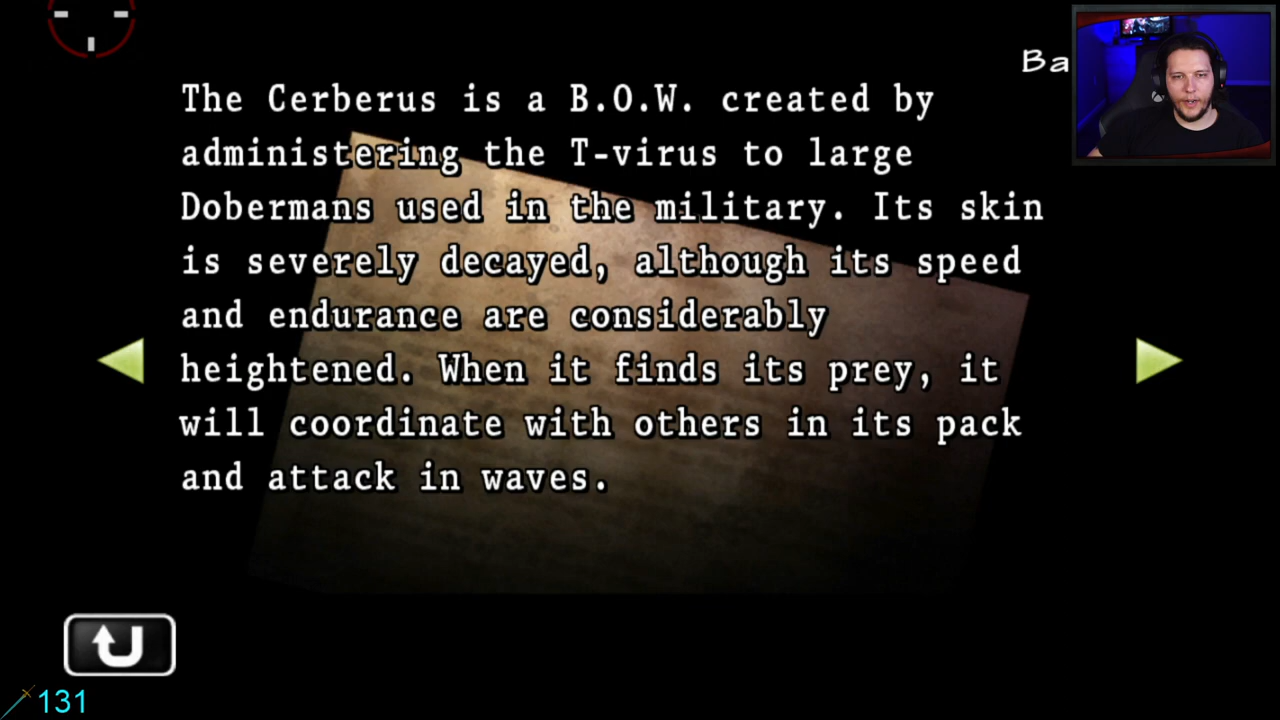 Ba
The Cerberus is a B.O.W. created by
administering the T-virus to large
Dobermans used in the military. Its skin
is severely decayed, although its speed
and endurance are considerably
heightened. When it finds its prey, it
will coordinate with others in its pack
and attack in waves.
131